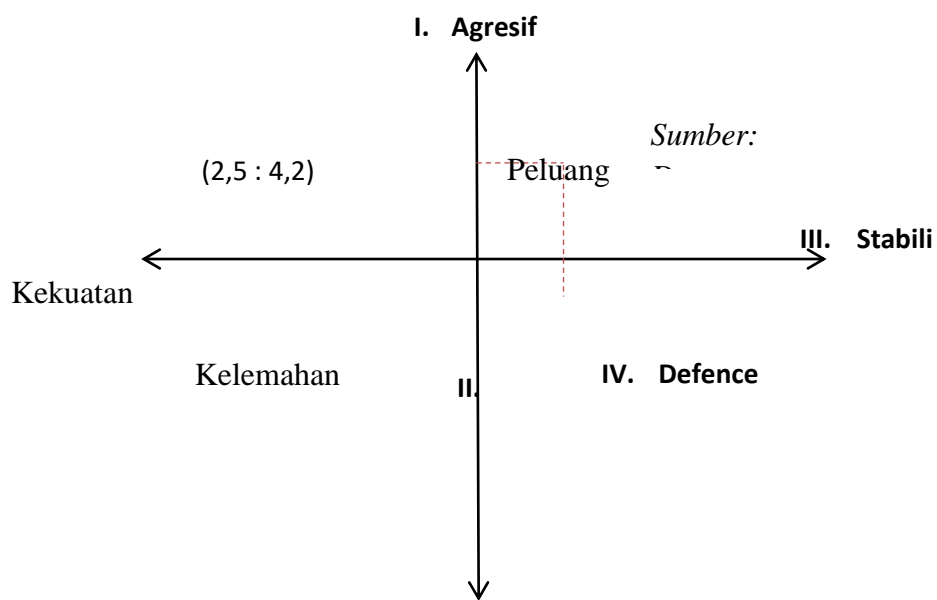 I. Agresif
Sumber:
(2,5 : 4,2)
Peluang
III. Stabili
Kekuatan
Kelemahan
II.
IV. Defence